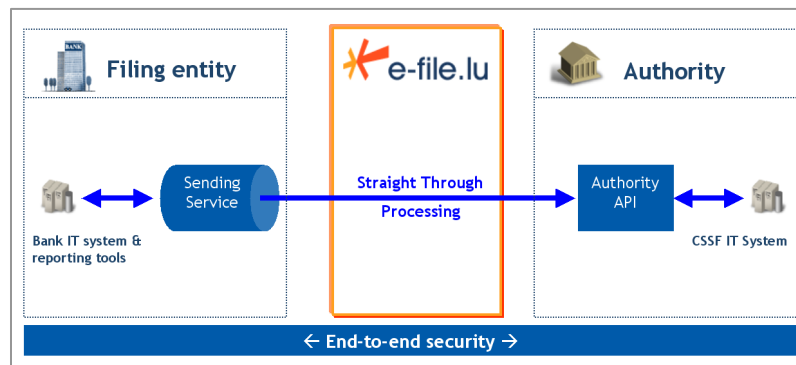 BANK
Filing entity
e-file.lu
Authority
Sending
Service
Straight Through
Processing
Authority
API
Bank IT system &
reporting tools
CSSF IT System
← End-to-end security →